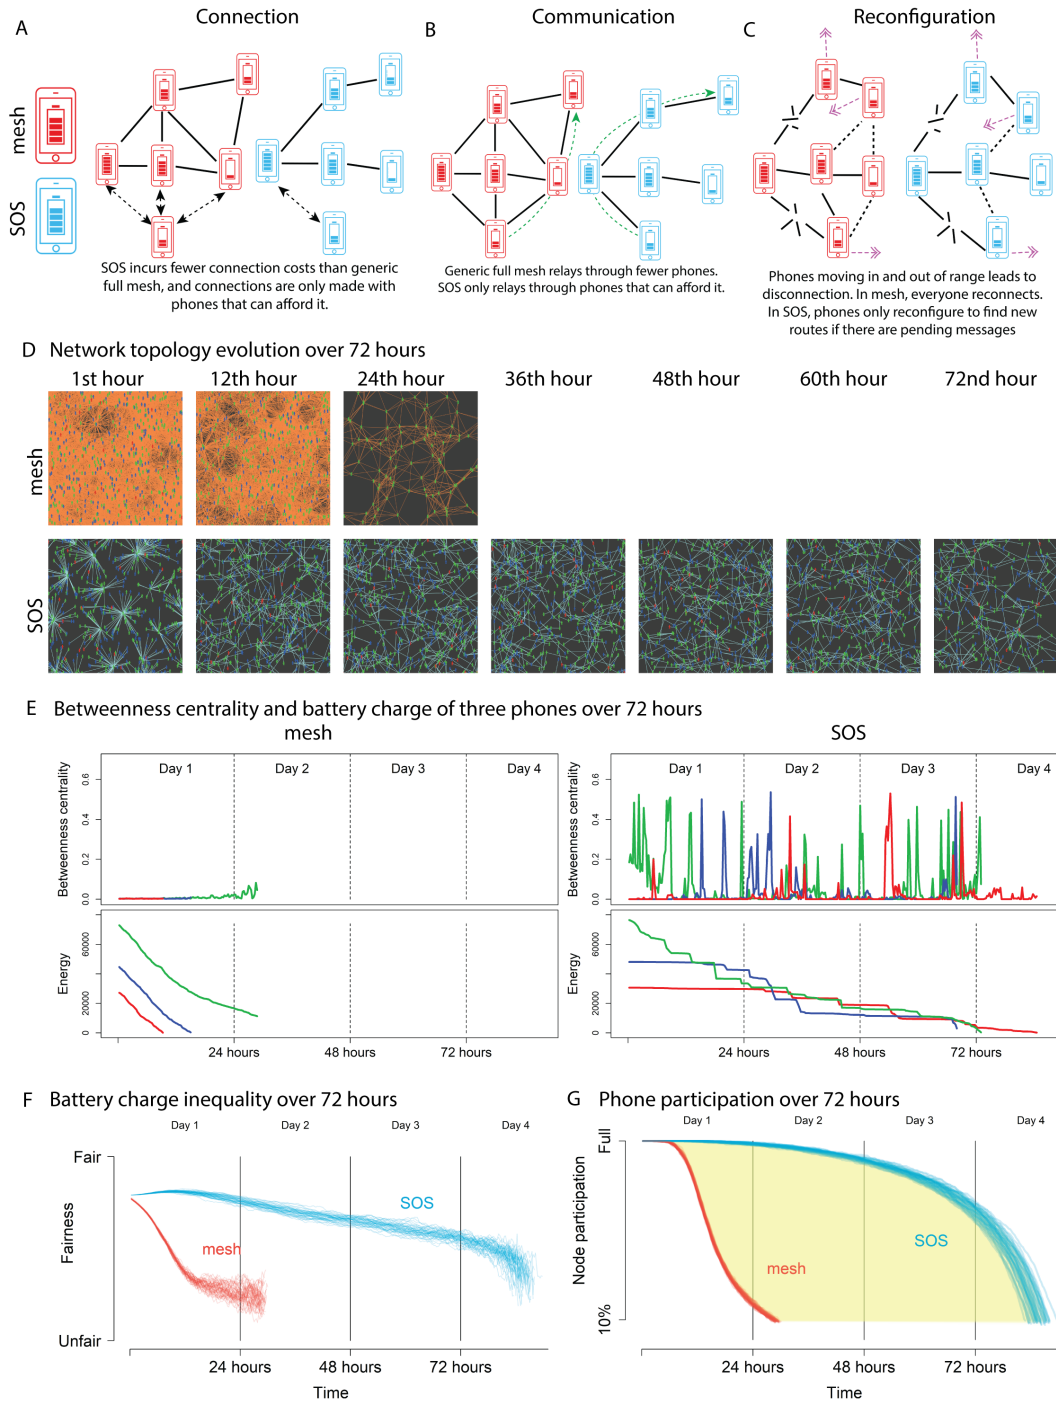 A
Connection
B
Communication
C
Reconfiguration
mesh
SOS
SOS incurs fewer connection costs than generic
full mesh, and connections are only made with
phones that can afford it.
Generic full mesh relays through fewer phones.
SOS only relays through phones that can afford it.
Phones moving in and out of range leads to
disconnection. In mesh, everyone reconnects.
In SOS, phones only reconfigure to find new
routes if there are pending messages
D Network topology evolution over 72 hours
1st hour 12th hour 24th hour 36th hour 48th hour 60th hour 72nd hour
mesh
SOS
E Betweenness centrality and battery charge of three phones over 72 hours
mesh
SOS
Day 1 Day 2 Day 3 Day 4
Betweenness centrality
0.6
0.4
0.2
0.0
Energy
60000
20000
0
24 hours 48 hours 72 hours
Day 1 Day 2 Day 3 Day 4
Betweenness centrality
0.6
0.4
0.2
0.0
Energy
60000
20000
0
24 hours 48 hours 72 hours
F Battery charge inequality over 72 hours
Day 1 Day 2 Day 3 Day 4
Fair
Fairness
Unfair
SOS
mesh
24 hours 48 hours 72 hours
Time
G Phone participation over 72 hours
Day 1 Day 2 Day 3 Day 4
Full
Node participation
10%
SOS
mesh
24 hours 48 hours 72 hours
Time